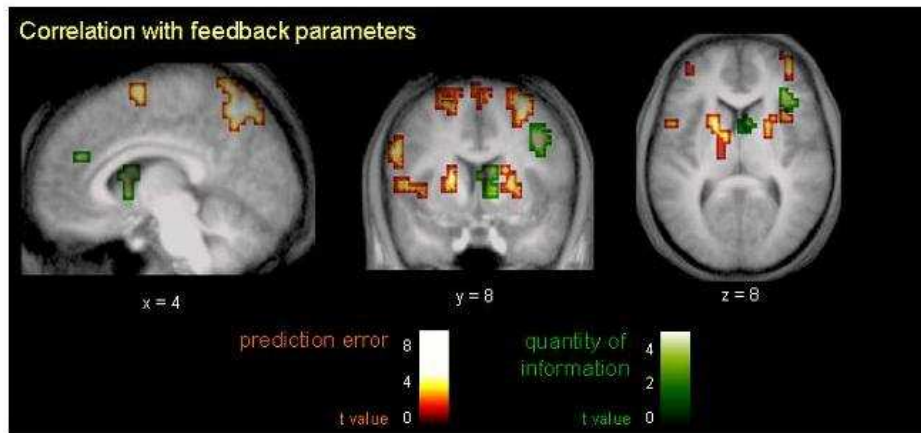 Correlation with feedback parameters
x = 4
y = 8
z = 8
prediction error
8
4
0
t value
quantity of
information
4
2
0
t value